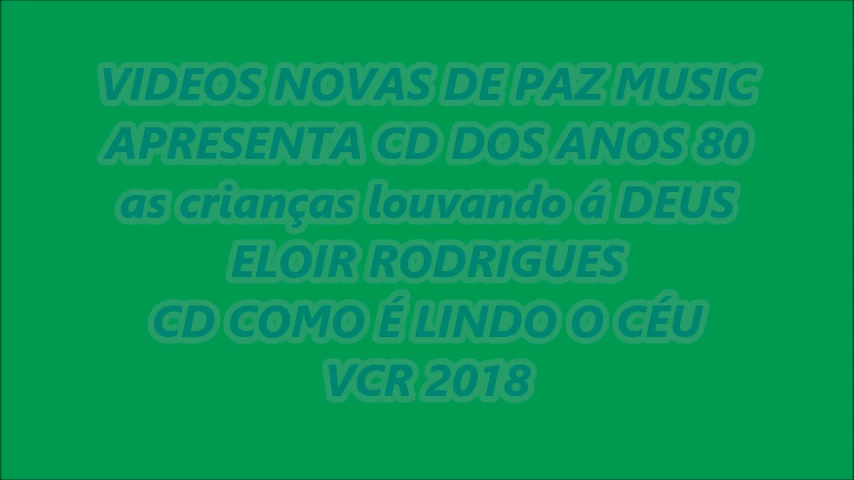 VIDEOS NOVAS DE PAZ MUSIC
APRESENTA CD DOS ANOS 80
as crianças louvando á DEUS
ELOIR RODRIGUES
CD COMO É LINDO O CÉU
VCR 2018